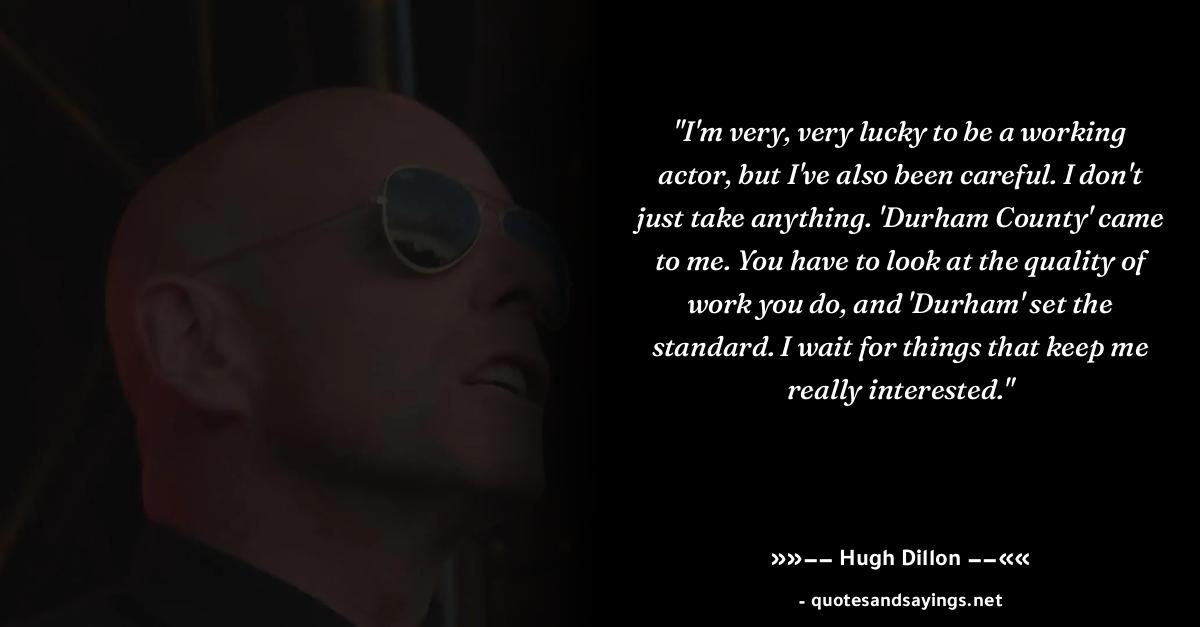 "I'm very, very lucky to be a working
actor, but I've also been careful. I don't
just take anything. 'Durham County' came
to me. You have to look at the quality of
work you do, and 'Durham' set the
standard. I wait for things that keep me
really interested."
»»−− Hugh Dillon −−««
- quotesandsayings.net